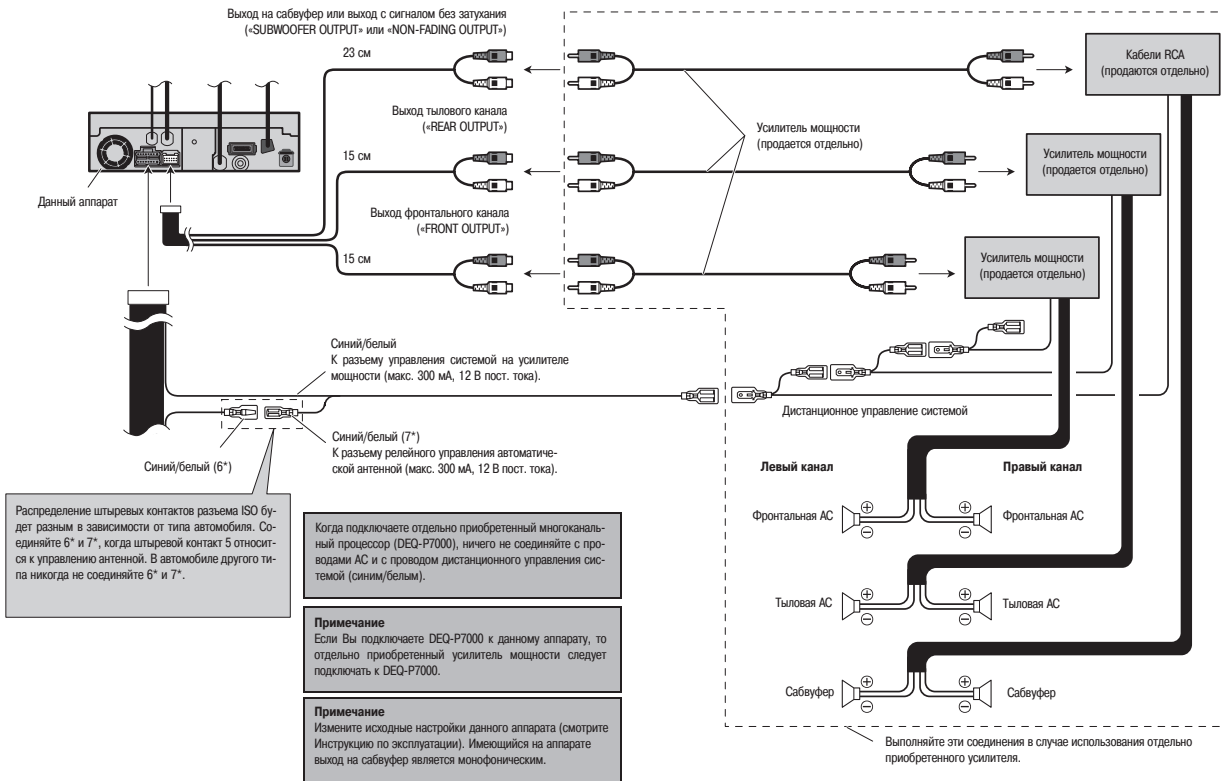 Выход на сабвуфер или выход с сигналом без затухания
(«SUBWOOFER OUTPUT» или «NON-FADING OUTPUT»)
23 см
Кабели RCA
(продаются отдельно)
Выход тылового канала
(«REAR OUTPUT»)
Усилитель мощности
(продается отдельно)
15 см
Усилитель мощности
(продается отдельно)
Данный аппарат
Выход фронтального канала
(«FRONT OUTPUT»)
15 см
Усилитель мощности
(продается отдельно)
Синий/белый
К разъему управления системой на усилителе
мощности (макс. 300 мА, 12 В пост. тока).
Дистанционное управление системой
Синий/белый (7*)
К разъему релейного управления автоматиче-
ской антенной (макс. 300 мА, 12 В пост. тока).
Синий/белый (6*)
Левый канал
Правый канал
Распределение штыревых контактов разъема ISO бу-
дет разным в зависимости от типа автомобиля. Со-
единяйте 6* и 7*, когда штыревой контакт 5 относит-
ся к управлению антенной. В автомобиле другого ти-
па никогда не соединяйте 6* и 7*.
Когда подключаете отдельно приобретенный многоканаль-
ный процессор (DEQ-P7000), ничего не соединяйте с про-
водами АС и с проводом дистанционного управления сис-
темой (синим/белым).
Фронтальная АС
⊕
⊖
⊕
⊖
Фронтальная АС
Примечание
Если Вы подключаете DEQ-P7000 к данному аппарату, то
отдельно приобретенный усилитель мощности следует
подключать к DEQ-P7000.
Тыловая АС
⊕
⊖
⊕
⊖
Тыловая АС
Примечание
Измените исходные настройки данного аппарата (смотрите
Инструкцию по эксплуатации). Имеющийся на аппарате
выход на сабвуфер является монофоническим.
Сабвуфер
⊕
⊖
⊕
⊖
Сабвуфер
Выполняйте эти соединения в случае использования отдельно
приобретенного усилителя.